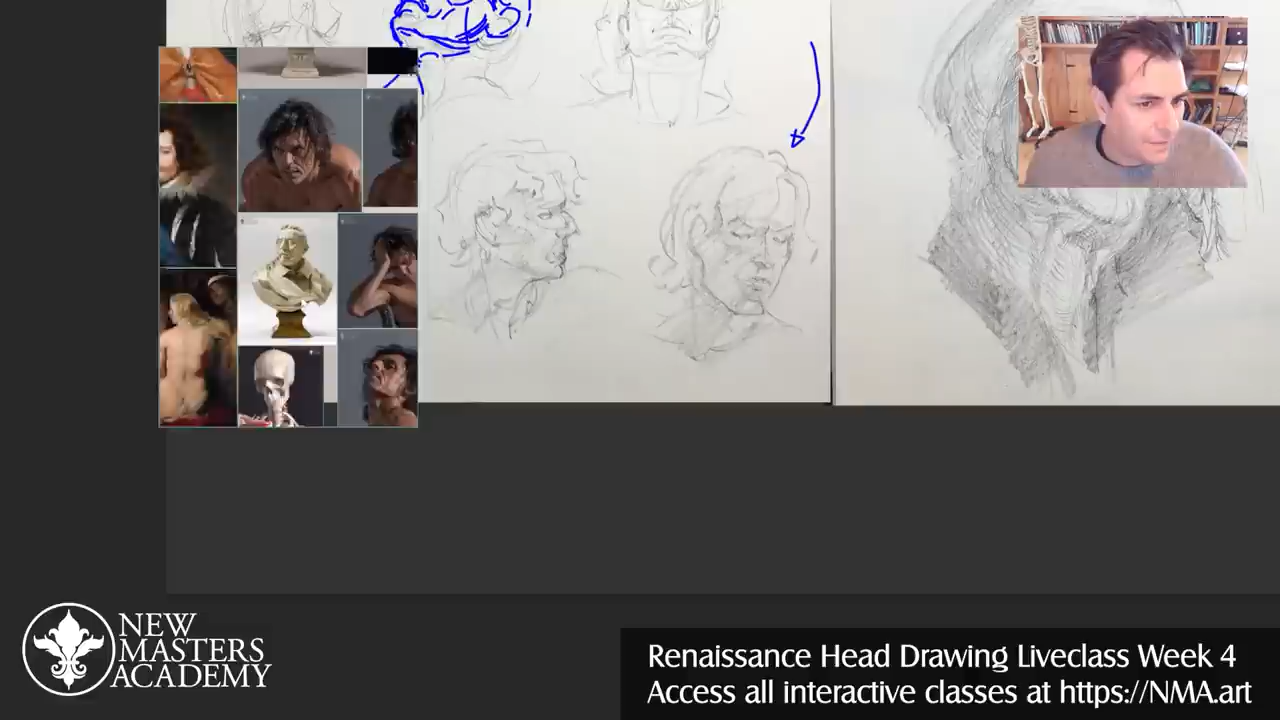 NEW
MASTERS
ACADEMY
Renaissance Head Drawing Liveclass Week 4
Access all interactive classes at https://NMA.art